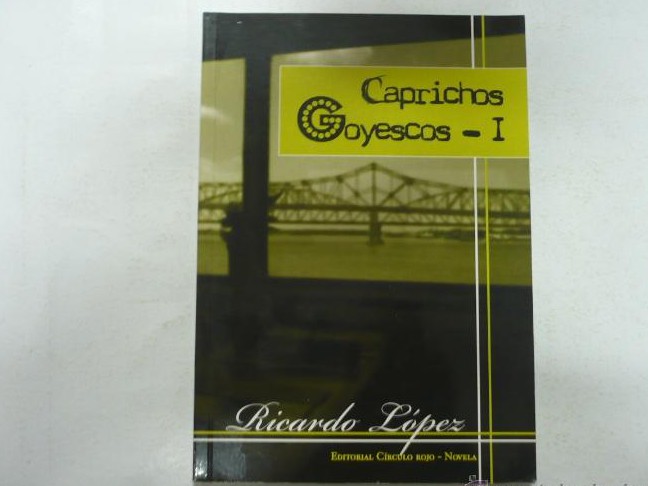 Caprichos
Goyescos - I
Ricardo López
Editorial Círculo rojo - Novela